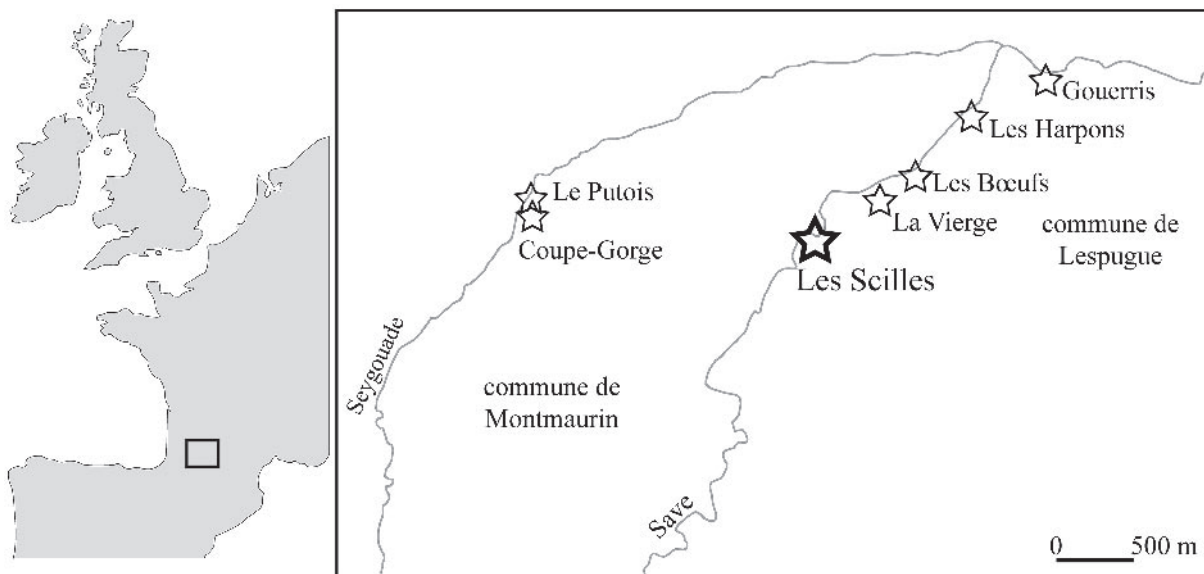 Gouerris
Les Harpons
Le Putois
Les Bœufs
La Vierge
commune de
Lespugue
Coupe-Gorge
Les Scilles
Seygouade
commune de
Montmaurin
Save
0 500 m